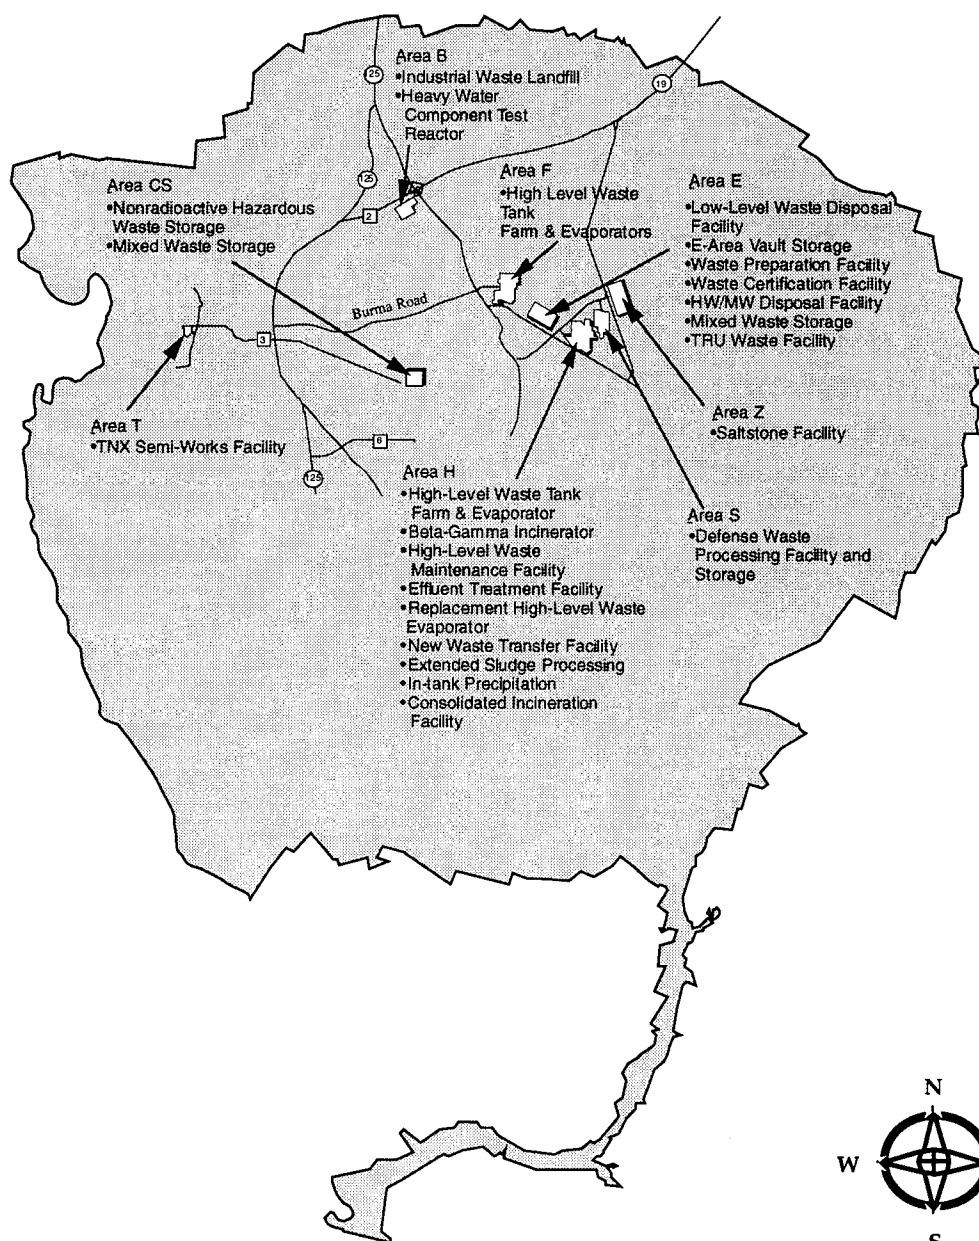 19
125
Area B
•Industrial Waste Landfill
•Heavy Water
Component Test
Reactor
Area F
•High Level Waste
Tank
Farm & Evaporators
Area E
•Low-Level Waste Disposal
Facility
•E-Area Vault Storage
•Waste Preparation Facility
•Waste Certification Facility
•HW/MW Disposal Facility
•Mixed Waste Storage
•TRU Waste Facility
Area CS
•Nonradioactive Hazardous
Waste Storage
•Mixed Waste Storage
125
2
Burma Road
3
Area T
•TNX Semi-Works Facility
6
125
Area Z
•Saltstone Facility
Area H
•High-Level Waste Tank
Farm & Evaporator
•Beta-Gamma Incinerator
•High-Level Waste
Maintenance Facility
•Effluent Treatment Facility
•Replacement High-Level Waste
Evaporator
•New Waste Transfer Facility
•Extended Sludge Processing
•In-tank Precipitation
•Consolidated Incineration
Facility
Area S
•Defense Waste
Processing Facility and
Storage
N
W
S